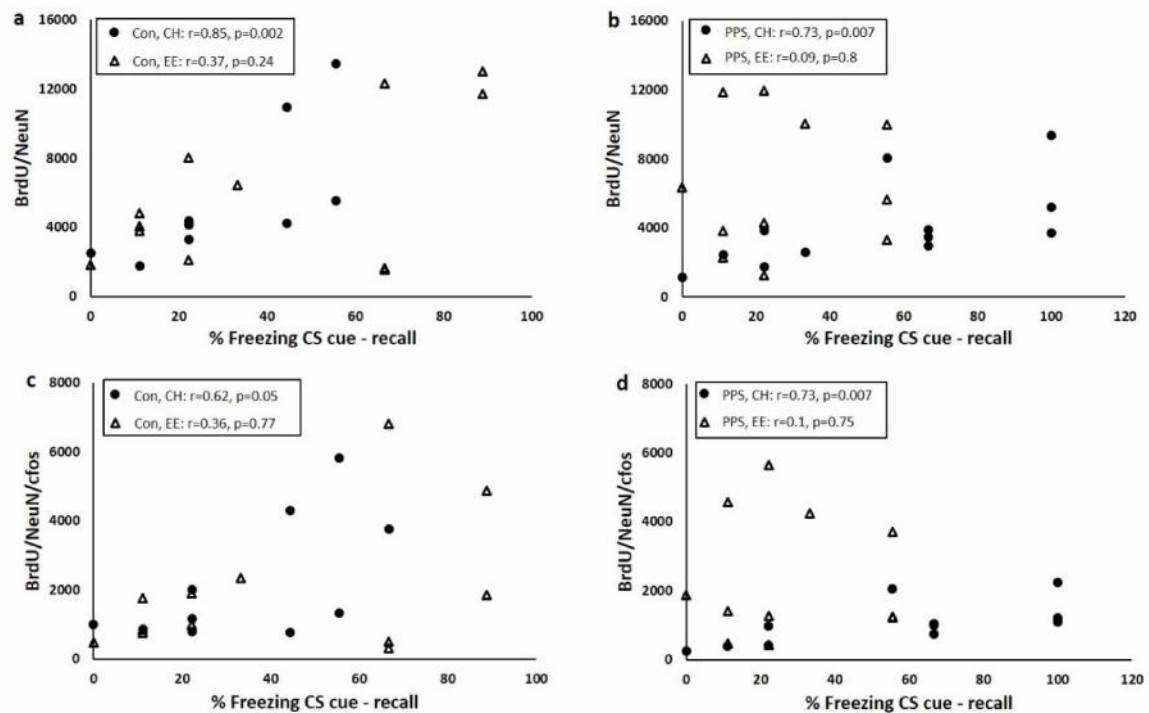 a
16000
12000
8000
4000
0
BrdU/NeuN
Con, CH: r=0.85, p=0.002
Con, EE: r=0.37, p=0.24
0 20 40 60 80 100
% Freezing CS cue - recall
b
16000
12000
8000
4000
0
BrdU/NeuN
PPS, CH: r=0.73, p=0.007
PPS, EE: r=0.09, p=0.8
0 20 40 60 80 100 120
% Freezing CS cue - recall
c
8000
6000
4000
2000
0
BrdU/NeuN/cfos
Con, CH: r=0.62, p=0.05
Con, EE: r=0.36, p=0.77
0 20 40 60 80 100
% Freezing CS cue - recall
d
8000
6000
4000
2000
0
BrdU/NeuN/cfos
PPS, CH: r=0.73, p=0.007
PPS, EE: r=0.1, p=0.75
0 20 40 60 80 100 120
% Freezing CS cue - recall